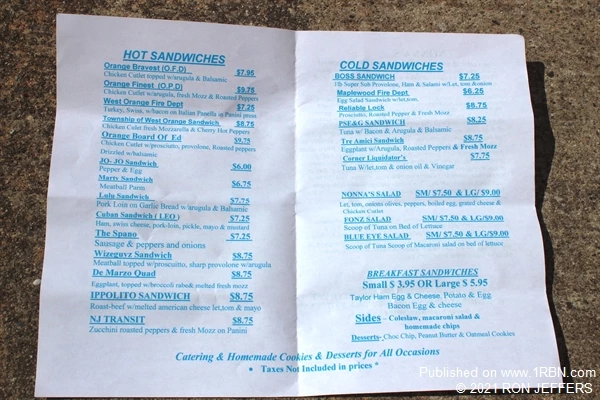 HOT SANDWICHES
Orange Bravest (O.F.D) $7.95
Chicken Cutlet topped w/arugula & Balsamic
Orange Finest (O.P.D) $9.75
Chicken Cutlet w/arugula, fresh Mozz & Roasted Peppers
West Orange Fire Dept $7.25
Turkey, Swiss, w/bacon on Italian Panella in Panini press
Township of West Orange Sandwich $8.75
Chicken Culet fresh Mozzarella & Cherry Hot Peppers
Orange Board Of Ed $9.75
Chicken Cutlet w/prosciutto, provolone, Roasted peppers
Drizzled w/balsamic
JO- JO Sandwich $6.00
Pepper & Egg
Marty Sandwich $6.75
Meatball Parm
Lulu Sandwich $7.75
Pork Loin on Garlic Bread w/arugula & Balsamic
Cuban Sandwich ( LEO ) $7.25
Ham, swiss cheese, pork-loin, pickle, mayo & mustard
The Spano $7.25
Sausage & peppers and onions
Wizeguyz Sandwich $8.75
Meatball topped w/proscuitto, sharp provolone w/arugula
De Marzo Quad $8.75
Eggplant, topped w/broccoli rabe& melted fresh mozz
IPPOLITO SANDWICH $8.75
Roast-beef w/melted american cheese let,tom & mayo
NJ TRANSIT $8.75
Zucchini roasted peppers & fresh Mozz on Panini
COLD SANDWICHES
BOSS SANDWICH $7.25
Super Sub Provolone, Ham & Salami w/Let, tom &onion
Maplewood Fire Dept $6.25
Egg Salad Sandwich w/let,tom,
Reliable Lock $8.75
Prosciutto, Roasted Pepper & Fresh Mozz
PSE&G SANDWICH $8.25
Tuna w/ Bacon & Arugula & Balsamic
Tre Amici Sandwich $8.75
Eggplant w/Arugula, Roasted Peppers & Fresh Mozz
Corner Liquidator's $7.75
Tuna W/let,tom & onion oil & Vinegar
NONNA'S SALAD SM/ $7.50 & LG/ $9.00
Let, tom, onions olives, peppers, boiled egg, grated cheese &
Chicken Cutlet
FONZ SALAD SM/ $7.50 & LG/$9.00
Scoop of Tuna on Bed of Lettuce
BLUE EYE SALAD SM/ $7.50 & LG/$9.00
Scoop of Tuna Scoop of Macaroni salad on bed of lettuce
BREAKFAST SANDWICHES
Small $ 3.95 OR Large $ 5.95
Taylor Ham Egg & Cheese, Potato & Egg,
Bacon Egg & cheese
Sides – Coleslaw, macaroni salad &
homemade chips
Desserts- Choc Chip, Peanut Butter & Oatmeal Cookies
Catering & Homemade Cookies & Desserts for All Occasions
• Taxes Not Included in prices *
Published on www.1RBN.com
© 2021 RON JEFFERS